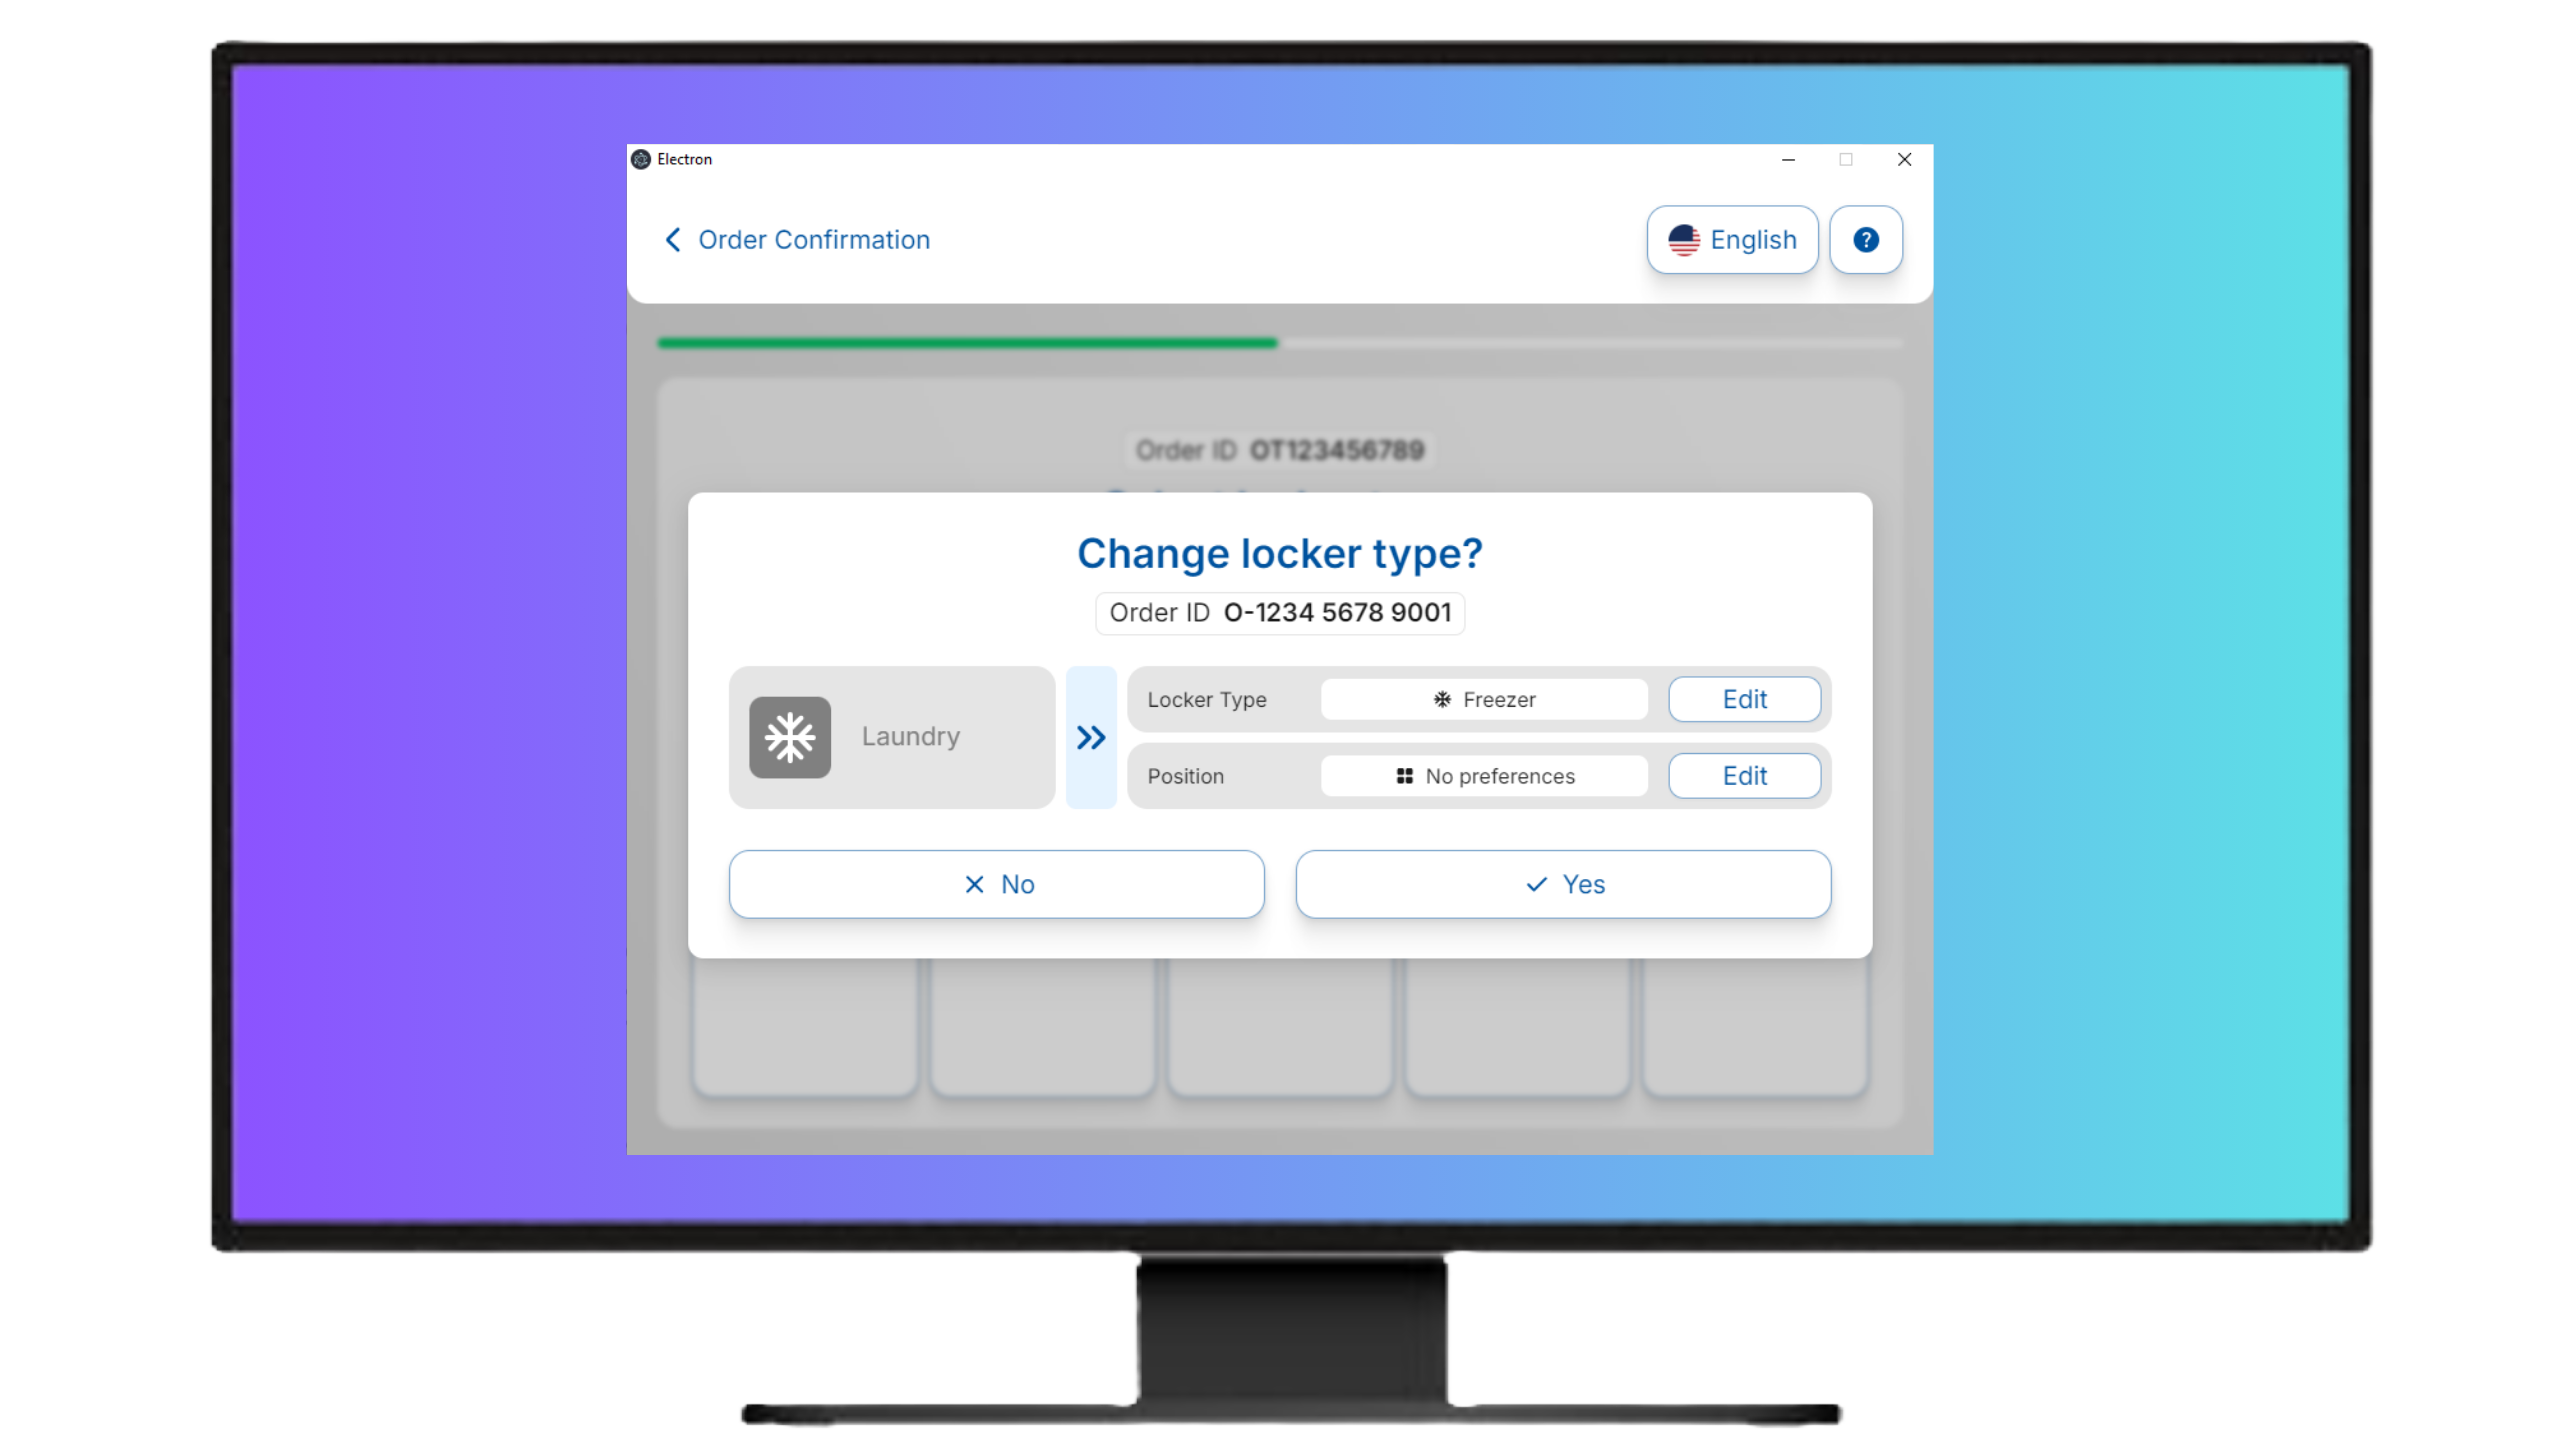 Electron
Order Confirmation
English
?
Order ID OT123456789
Change locker type?
Order ID O-1234 5678 9001
Laundry
Locker Type
Freezer
Edit
Position
No preferences
Edit
No
Yes